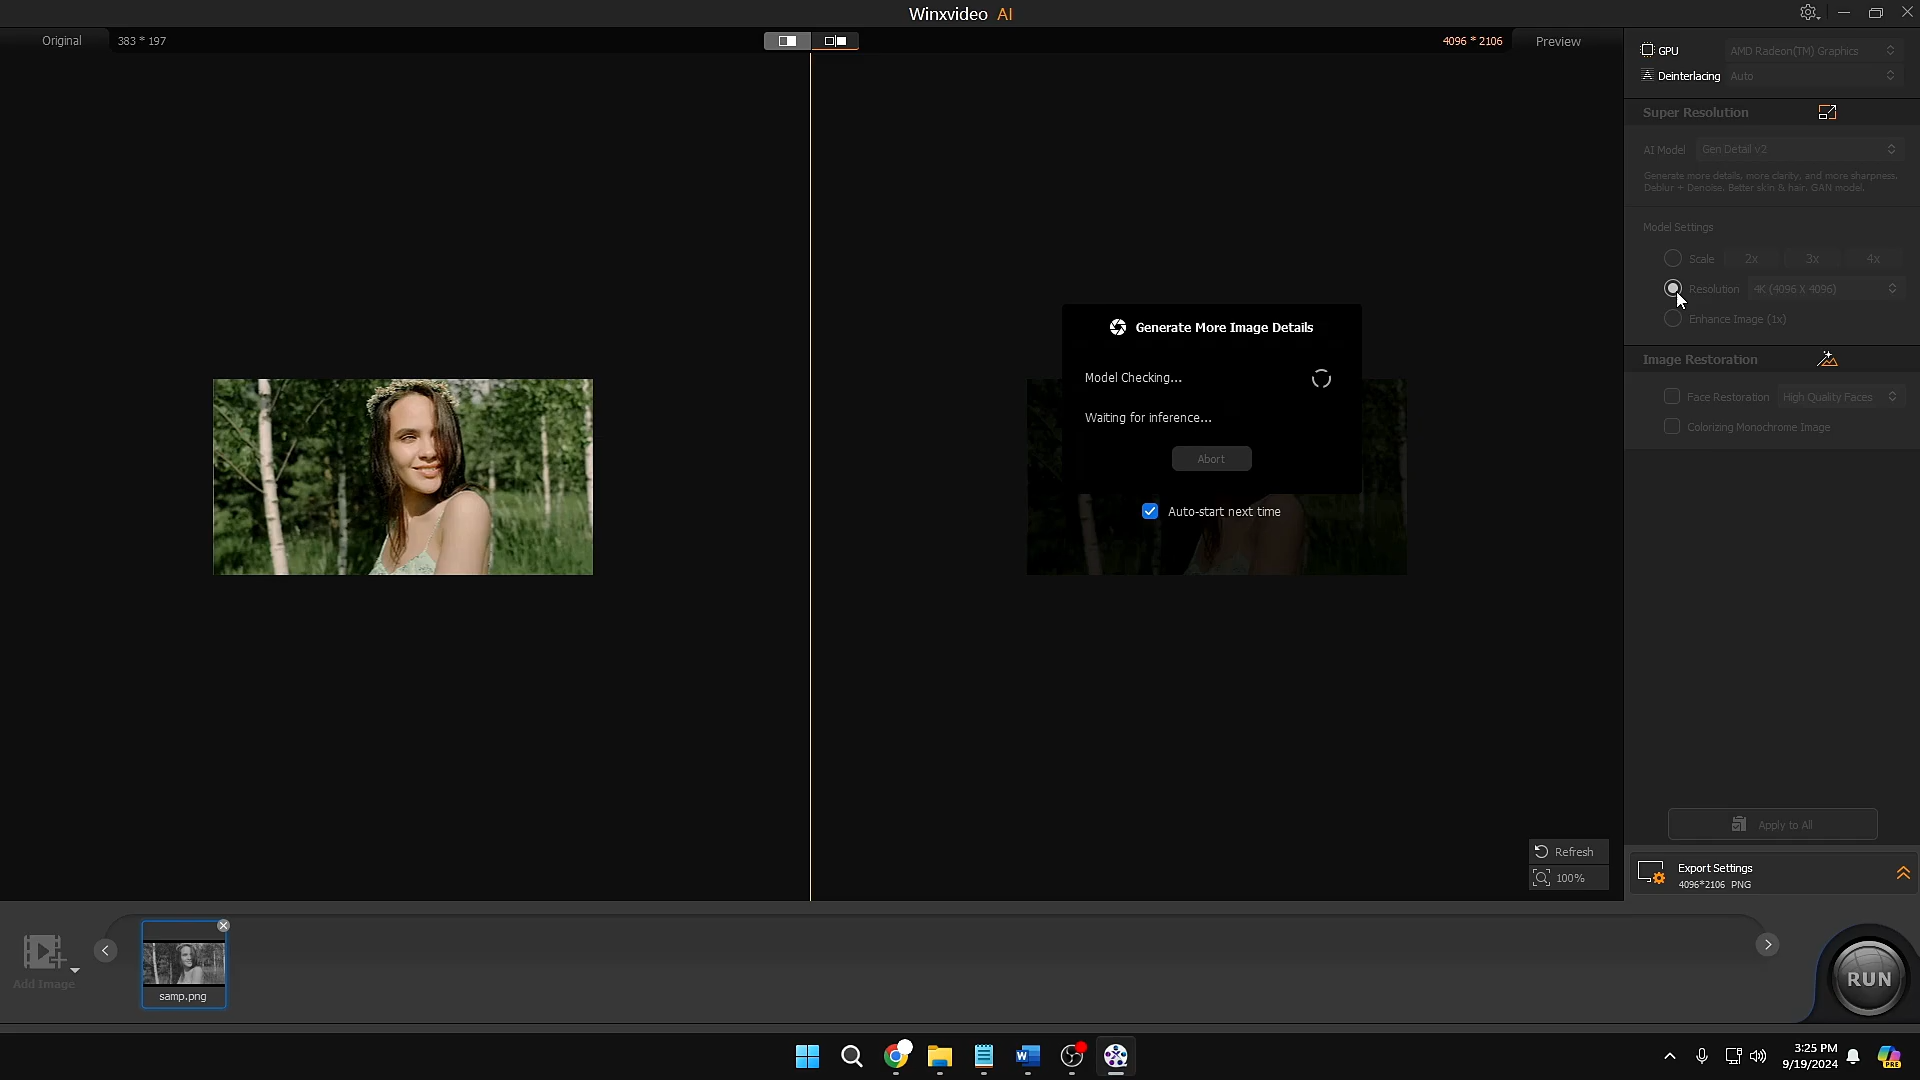 Winxvideo AI
Original
383 * 197
4096 * 2106
Preview
GPU
AMD Radeon(TM) Graphics
Deinterlacing
Auto
Super Resolution
AI Model
Gen Detail v2
Generate more details, more clarity, and more sharpness.
Deblur + Denoise. Better skin & hair. GAN model.
Model Settings
Scale
2x
3x
4x
Resolution
4K (4096 X 4096)
Enhance Image (1x)
Image Restoration
Face Restoration
High Quality Faces
Colorizing Monochrome Image
Generate More Image Details
Model Checking...
Waiting for inference...
Abort
Auto-start next time
Refresh
100%
Apply to All
Export Settings
4096*2106 PNG
Add Image
samp.png
RUN
3:25 PM
9/19/2024
PRE